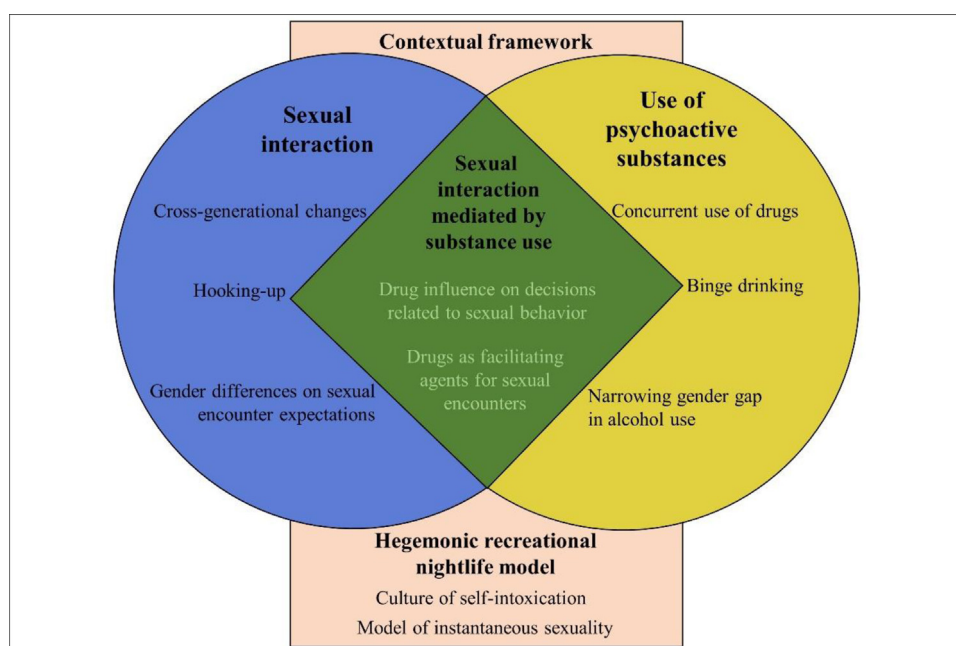 Contextual framework
Sexual
interaction
Cross-generational changes
Hooking-up
Gender differences on sexual
encounter expectations
Sexual
interaction
mediated by
substance use
Drug influence on decisions
related to sexual behavior
Drugs as facilitating
agents for sexual
encounters
Use of
psychoactive
substances
Concurrent use of drugs
Binge drinking
Narrowing gender gap
in alcohol use
Hegemonic recreational
nightlife model
Culture of self-intoxication
Model of instantaneous sexuality